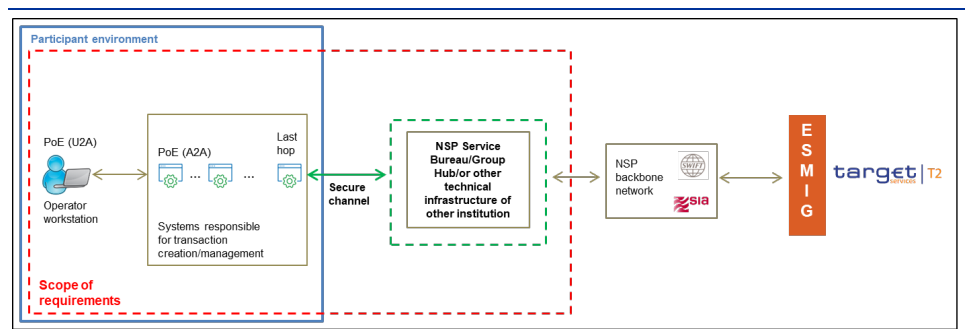 Participant environment
PoE (U2A)
Operator
workstation
PoE (A2A)
...
...
Last
hop
Systems responsible
for transaction
creation/management
Secure
channel
NSP Service
Bureau/Group
Hub/or other
technical
infrastructure of
other institution
NSP
backbone
network
SWIFT
sia
E
S
M
I
G
target | T2
services
Scope of
requirements